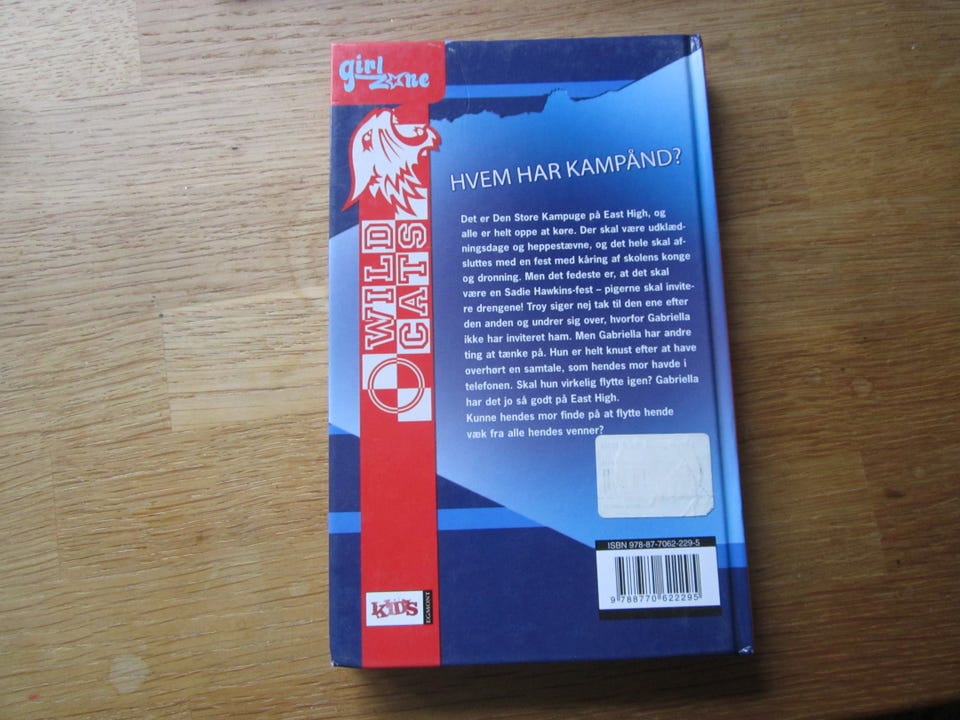 girl
zone
WILD
CATS
HVEM HAR KAMPÅND?
Det er Den Store Kampuge på East High, og
alle er helt oppe at køre. Der skal være udklæd-
ningsdage og heppestævne, og det hele skal af-
sluttes med en fest med kåring af skolens konge
og dronning. Men det fedeste er, at det skal
være en Sadie Hawkins-fest – pigerne skal invite-
re drengene! Troy siger nej tak til den ene efter
den anden og undrer sig over, hvorfor Gabriella
ikke har inviteret ham. Men Gabriella har andre
ting at tænke på. Hun er helt knust efter at have
overhørt en samtale, som hendes mor havde i
telefonen. Skal hun virkelig flytte igen? Gabriella
har det jo så godt på East High.
Kunne hendes mor finde på at flytte hende
væk fra alle hendes venner?
ISBN 978-87-7062-229-5
9 788770 622295
KIDS
EGMONT